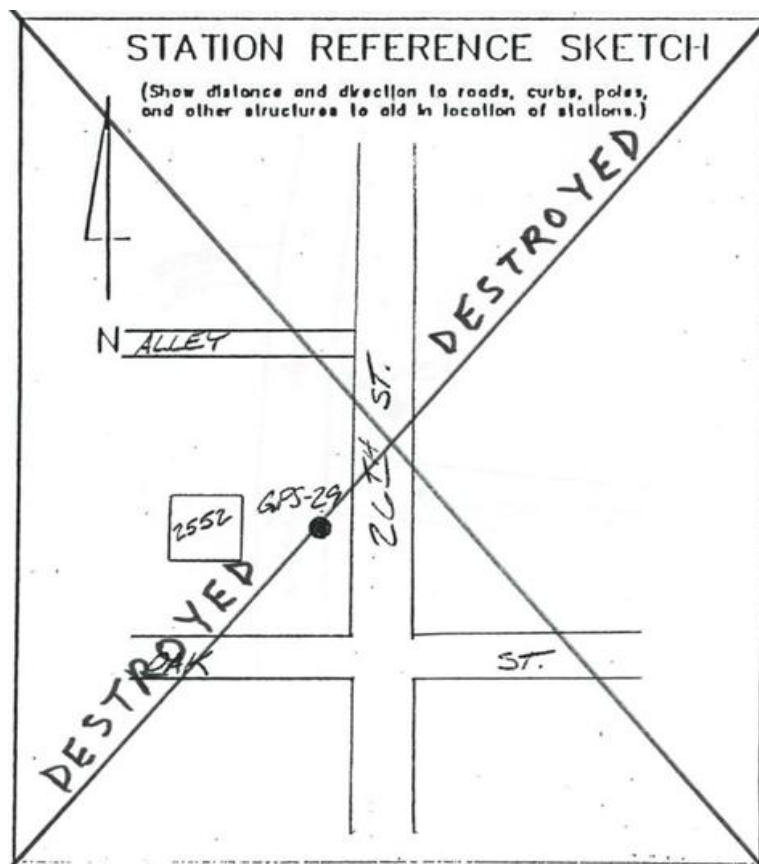 STATION REFERENCE SKETCH
(Show distance and direction to roads, curbs, poles,
and other structures to aid in location of stations.)
DESTROYED
N
ALLEY
26TH ST.
GPS-29
2552
DESTROYED
OAK ST.